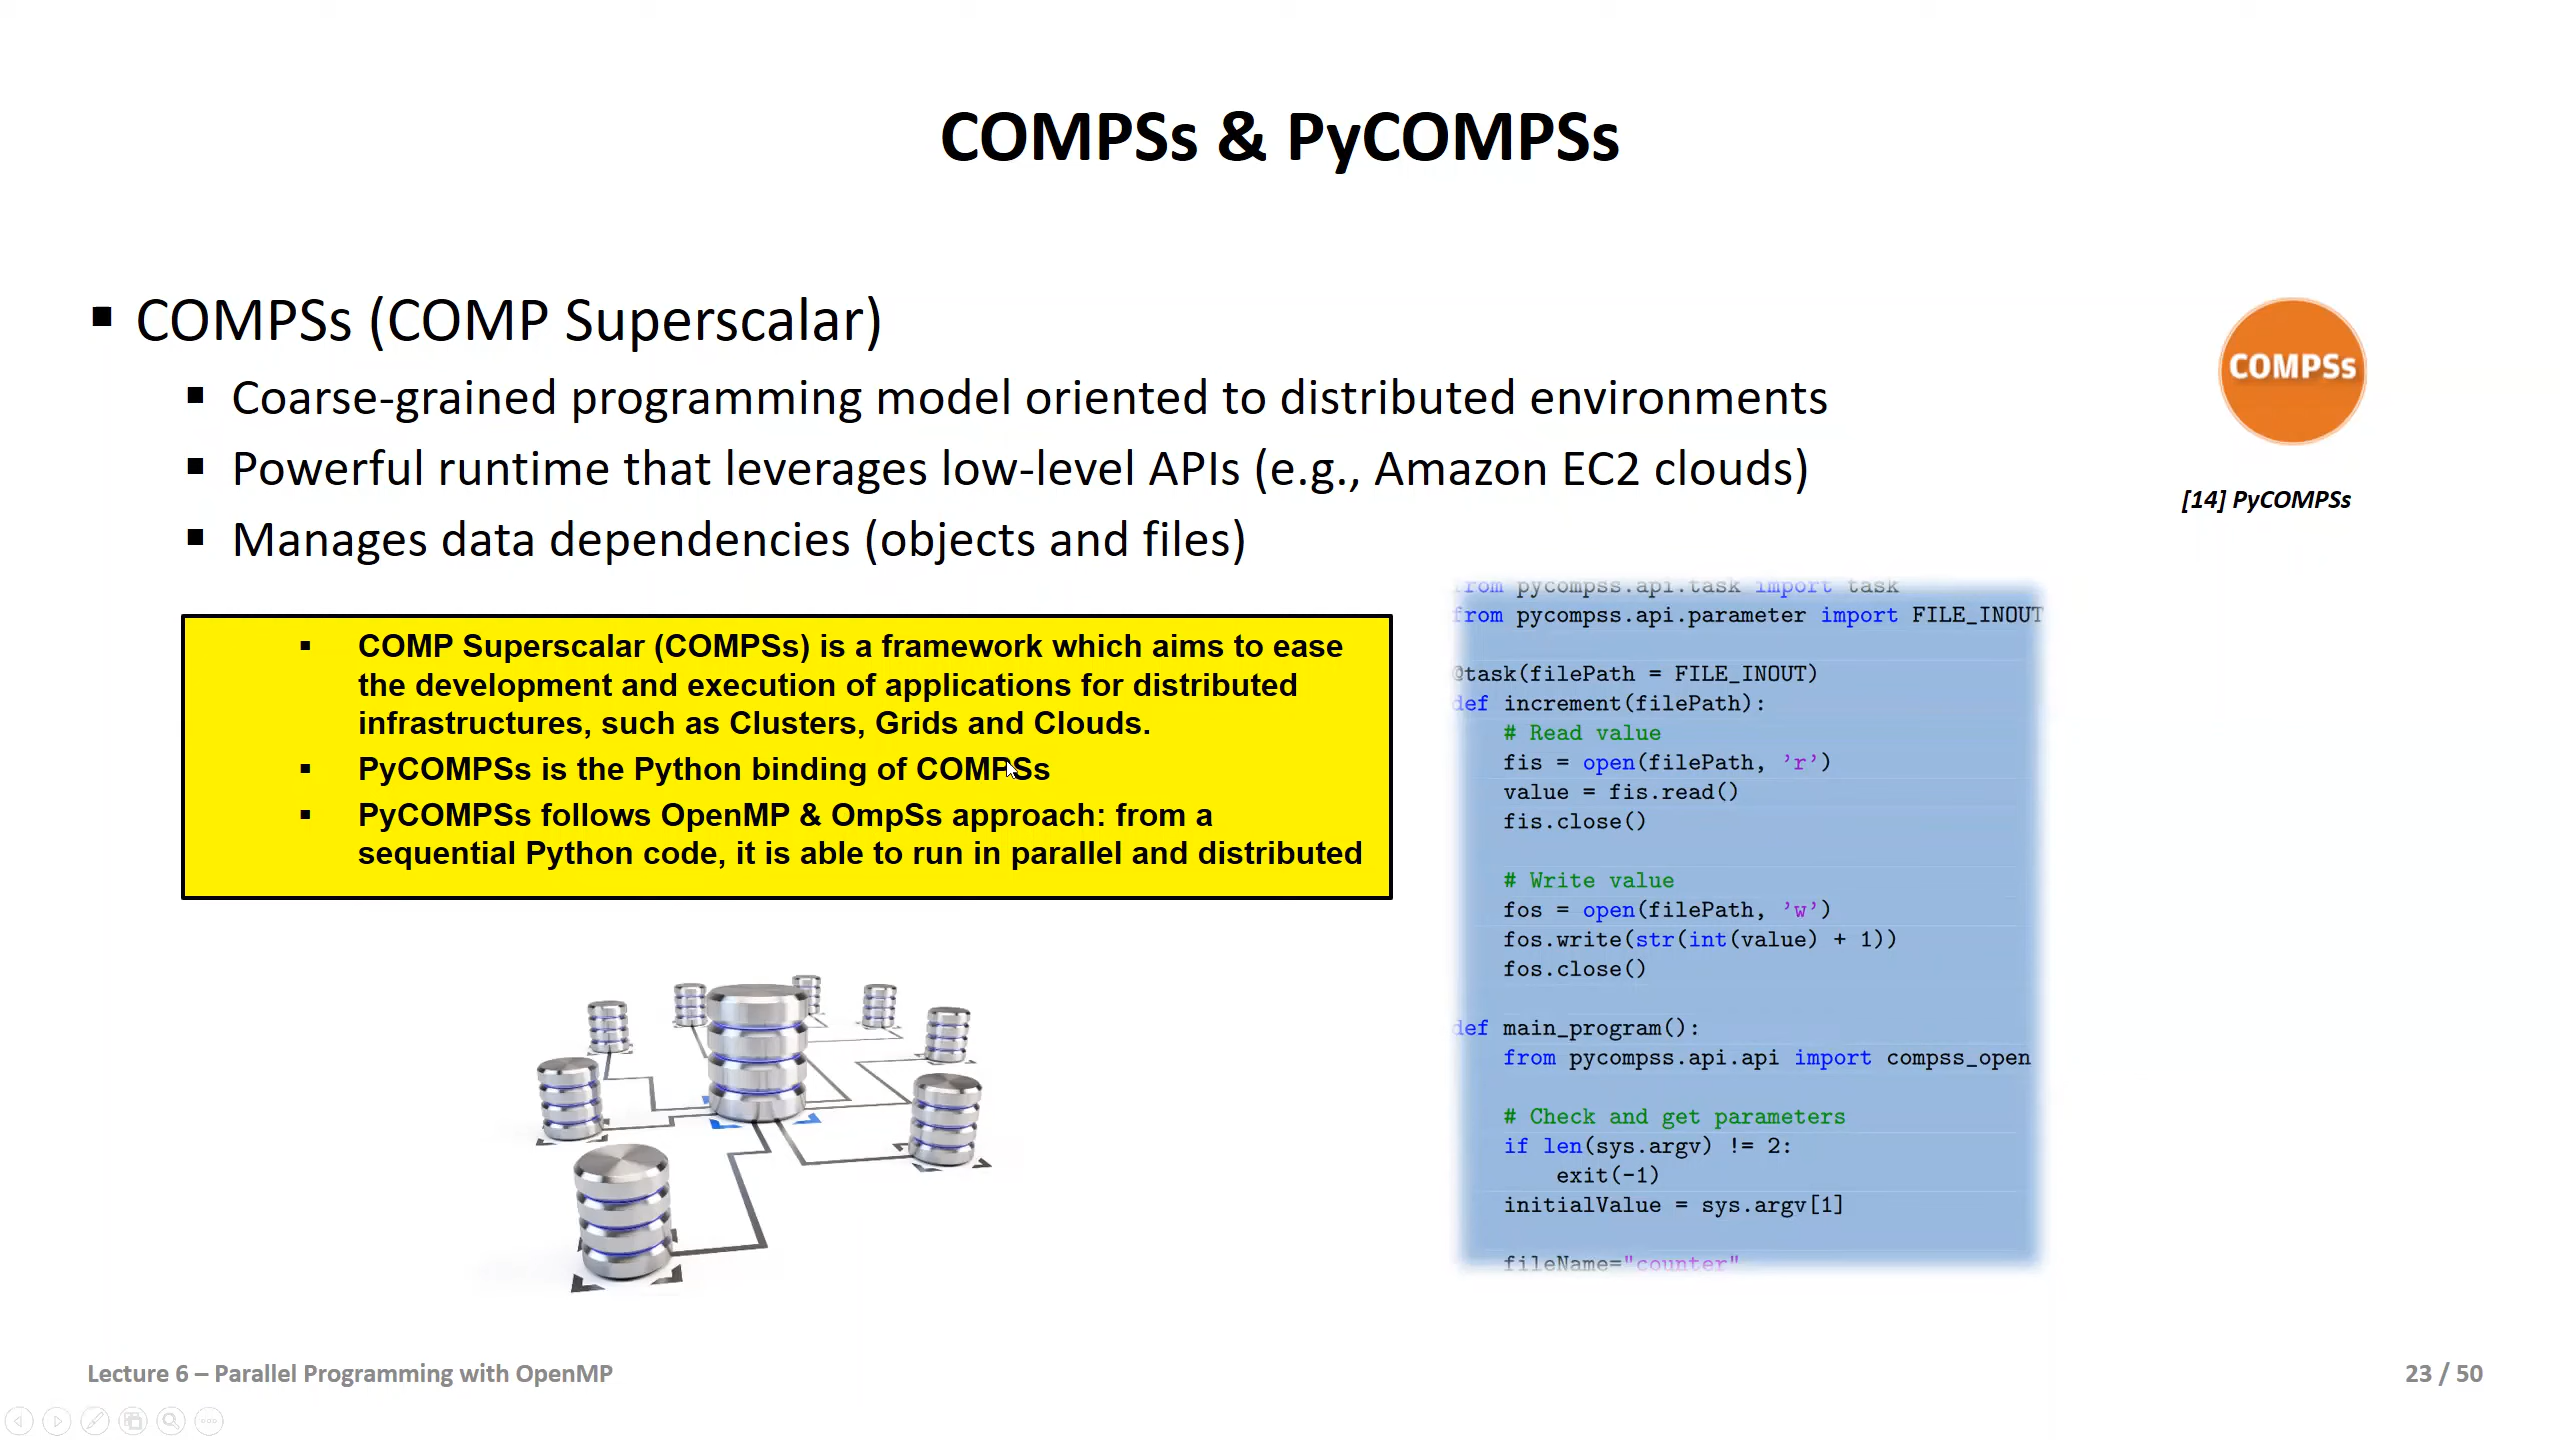 COMPSs & PyCOMPSs
▪ COMPSs (COMP Superscalar)
▪ Coarse-grained programming model oriented to distributed environments
▪ Powerful runtime that leverages low-level APIs (e.g., Amazon EC2 clouds)
▪ Manages data dependencies (objects and files)
COMPSs
[14] PyCOMPSs
▪ COMP Superscalar (COMPSs) is a framework which aims to ease
the development and execution of applications for distributed
infrastructures, such as Clusters, Grids and Clouds.
▪ PyCOMPSs is the Python binding of COMPSs
▪ PyCOMPSs follows OpenMP & OmpSs approach: from a
sequential Python code, it is able to run in parallel and distributed
from pycompss.api.task import task
from pycompss.api.parameter import FILE_INOUT
@task(filePath = FILE_INOUT)
def increment(filePath):
# Read value
fis = open(filePath, 'r')
value = fis.read()
fis.close()
# Write value
fos = open(filePath, 'w')
fos.write(str(int(value) + 1))
fos.close()
def main_program():
from pycompss.api.api import compss_open
# Check and get parameters
if len(sys.argv) != 2:
exit(-1)
initialValue = sys.argv[1]
fileName="counter"
Lecture 6 – Parallel Programming with OpenMP
23 / 50